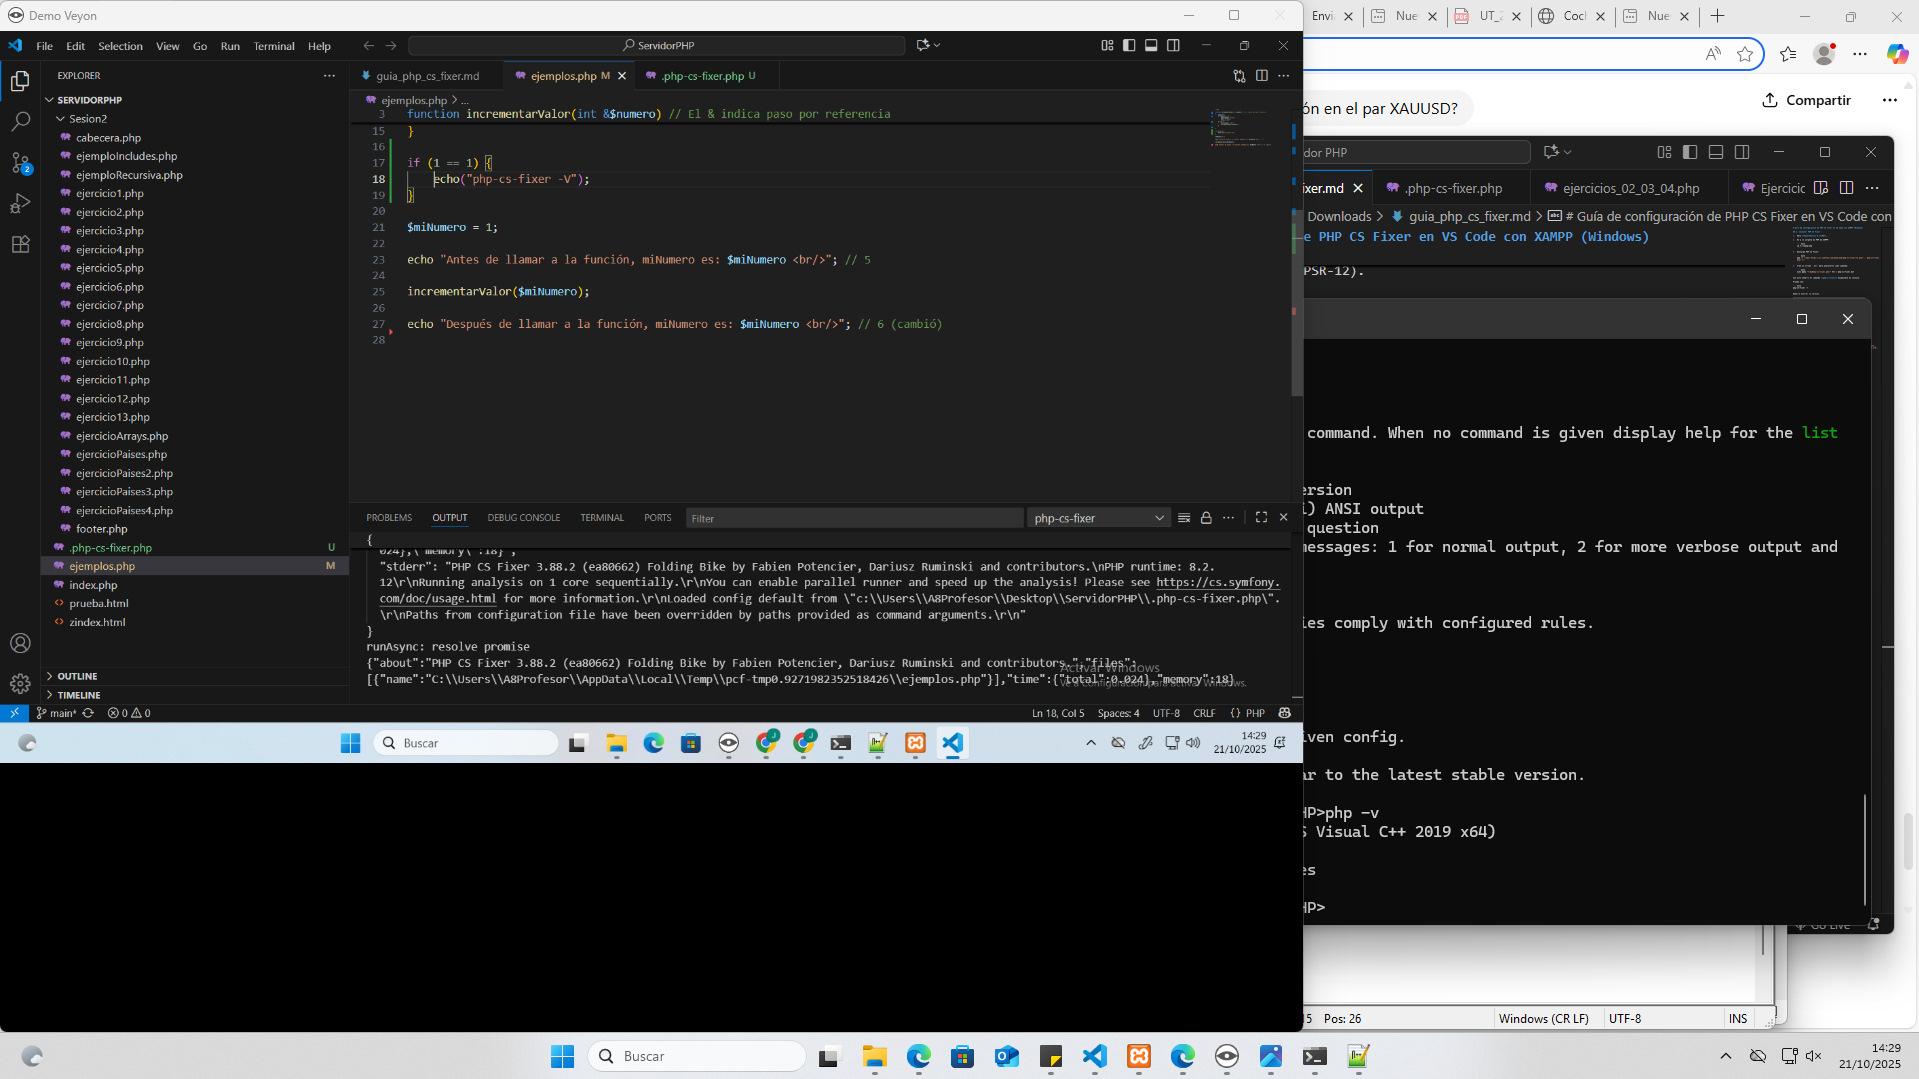 Demo Veyon
File Edit Selection View Go Run Terminal Help
ServidorPHP
EXPLORER
SERVIDORPHP
Sesion2
cabecera.php
ejemploIncludes.php
ejemploRecursiva.php
ejercicio1.php
ejercicio2.php
ejercicio3.php
ejercicio4.php
ejercicio5.php
ejercicio6.php
ejercicio7.php
ejercicio8.php
ejercicio9.php
ejercicio10.php
ejercicio11.php
ejercicio12.php
ejercicio13.php
ejercicioArrays.php
ejercicioPaises.php
ejercicioPaises2.php
ejercicioPaises3.php
ejercicioPaises4.php
footer.php
.php-cs-fixer.php U
ejemplos.php M
index.php
prueba.html
zindex.html
OUTLINE
TIMELINE
guia_php_cs_fixer.md
ejemplos.php M
.php-cs-fixer.php U
ejemplos.php > ...
3 function incrementarValor(int &$numero) // El & indica paso por referencia
15 }
16
17 if (1 == 1) {
18 echo("php-cs-fixer -V");
19 }
20
21 $miNumero = 1;
22
23 echo "Antes de llamar a la función, miNumero es: $miNumero <br/>"; // 5
24
25 incrementarValor($miNumero);
26
27 echo "Después de llamar a la función, miNumero es: $miNumero <br/>"; // 6 (cambió)
28
PROBLEMS OUTPUT DEBUG CONSOLE TERMINAL PORTS
Filter
php-cs-fixer
{
024},\"memory\":18}",
"stderr": "PHP CS Fixer 3.88.2 (ea80662) Folding Bike by Fabien Potencier, Dariusz Ruminski and contributors.\nPHP runtime: 8.2.
12\r\nRunning analysis on 1 core sequentially.\r\nYou can enable parallel runner and speed up the analysis! Please see https://cs.symfony.
com/doc/usage.html for more information.\r\nLoaded config default from \"c:\\Users\\A8Profesor\\Desktop\\ServidorPHP\\.php-cs-fixer.php\".
\r\nPaths from configuration file have been overridden by paths provided as command arguments.\r\n"
}
runAsync: resolve promise
{"about":"PHP CS Fixer 3.88.2 (ea80662) Folding Bike by Fabien Potencier, Dariusz Ruminski and contributors.","files":
[{"name":"C:\\Users\\A8Profesor\\AppData\\Local\\Temp\\pcf-tmp0.9271982352518426\\ejemplos.php"}],"time":{"total":0.024},"memory":18}
Activar Windows
Ve a Configuración para activar Windows.
main* 0 0
Ln 18, Col 5 Spaces: 4 UTF-8 CRLF {} PHP
Buscar
14:29
21/10/2025
Envi
Nue
UT_
Coc
Nue
ón en el par XAUUSD?
Compartir
dor PHP
ixer.md
.php-cs-fixer.php
ejercicios_02_03_04.php
Ejercic
Downloads > guia_php_cs_fixer.md > # Guía de configuración de PHP CS Fixer en VS Code con
e PHP CS Fixer en VS Code con XAMPP (Windows)
PSR-12).
command. When no command is given display help for the list
ersion
i) ANSI output
question
messages: 1 for normal output, 2 for more verbose output and
ies comply with configured rules.
iven config.
ar to the latest stable version.
HP>php -v
S Visual C++ 2019 x64)
es
HP>
Go Live
15 Pos: 26
Windows (CR LF)
UTF-8
INS
Buscar
14:29
21/10/2025